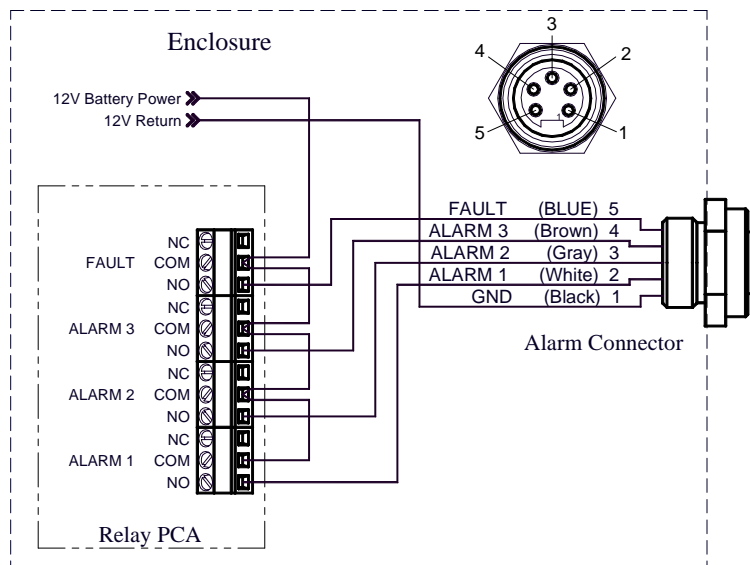 Enclosure
3
4
2
5
1
1
12V Battery Power
12V Return
FAULT (BLUE) 5
ALARM 3 (Brown) 4
ALARM 2 (Gray) 3
ALARM 1 (White) 2
GND (Black) 1
Alarm Connector
NC
FAULT COM
NO
NC
ALARM 3 COM
NO
NC
ALARM 2 COM
NO
NC
ALARM 1 COM
NO
Relay PCA